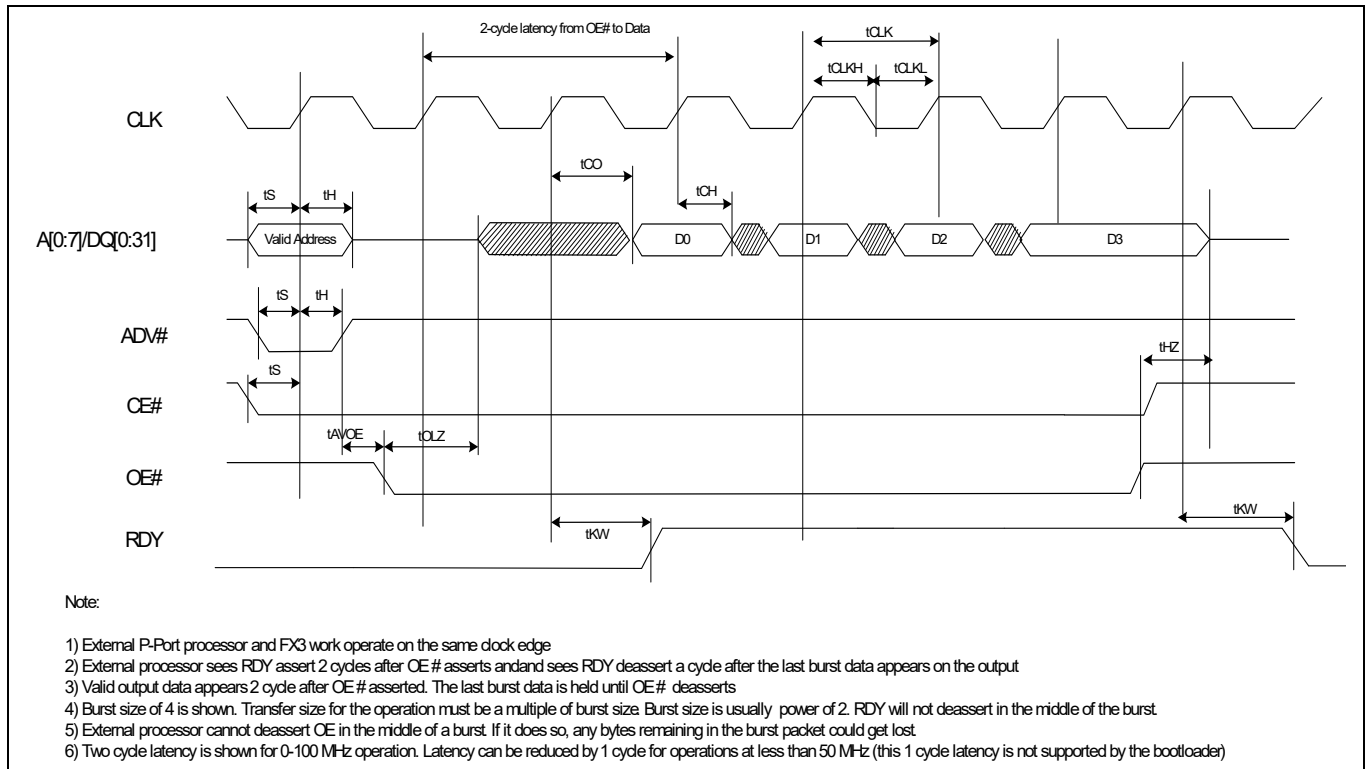 2-cycle latency from OE# to Data
tCLK
tCLKH
tCLKL
CLK
tCO
tCH
tS
tH
A[0:7]/DQ[0:31]
Valid Address
D0
D1
D2
D3
tS
tH
ADV#
tHZ
tS
CE#
tAVOE
tOLZ
OE#
tKW
tKW
RDY
Note:
1) External P-Port processor and FX3 work operate on the same clock edge
2) External processor sees RDY assert 2 cycles after OE # asserts andand sees RDY deassert a cycle after the last burst data appears on the output
3) Valid output data appears 2 cycle after OE # asserted. The last burst data is held until OE # deasserts
4) Burst size of 4 is shown. Transfer size for the operation must be a multiple of burst size. Burst size is usually power of 2. RDY will not deassert in the middle of the burst.
5) External processor cannot deassert OE in the middle of a burst. If it does so, any bytes remaining in the burst packet could get lost.
6) Two cycle latency is shown for 0-100 MHz operation. Latency can be reduced by 1 cycle for operations at less than 50 MHz (this 1 cycle latency is not supported by the bootloader)